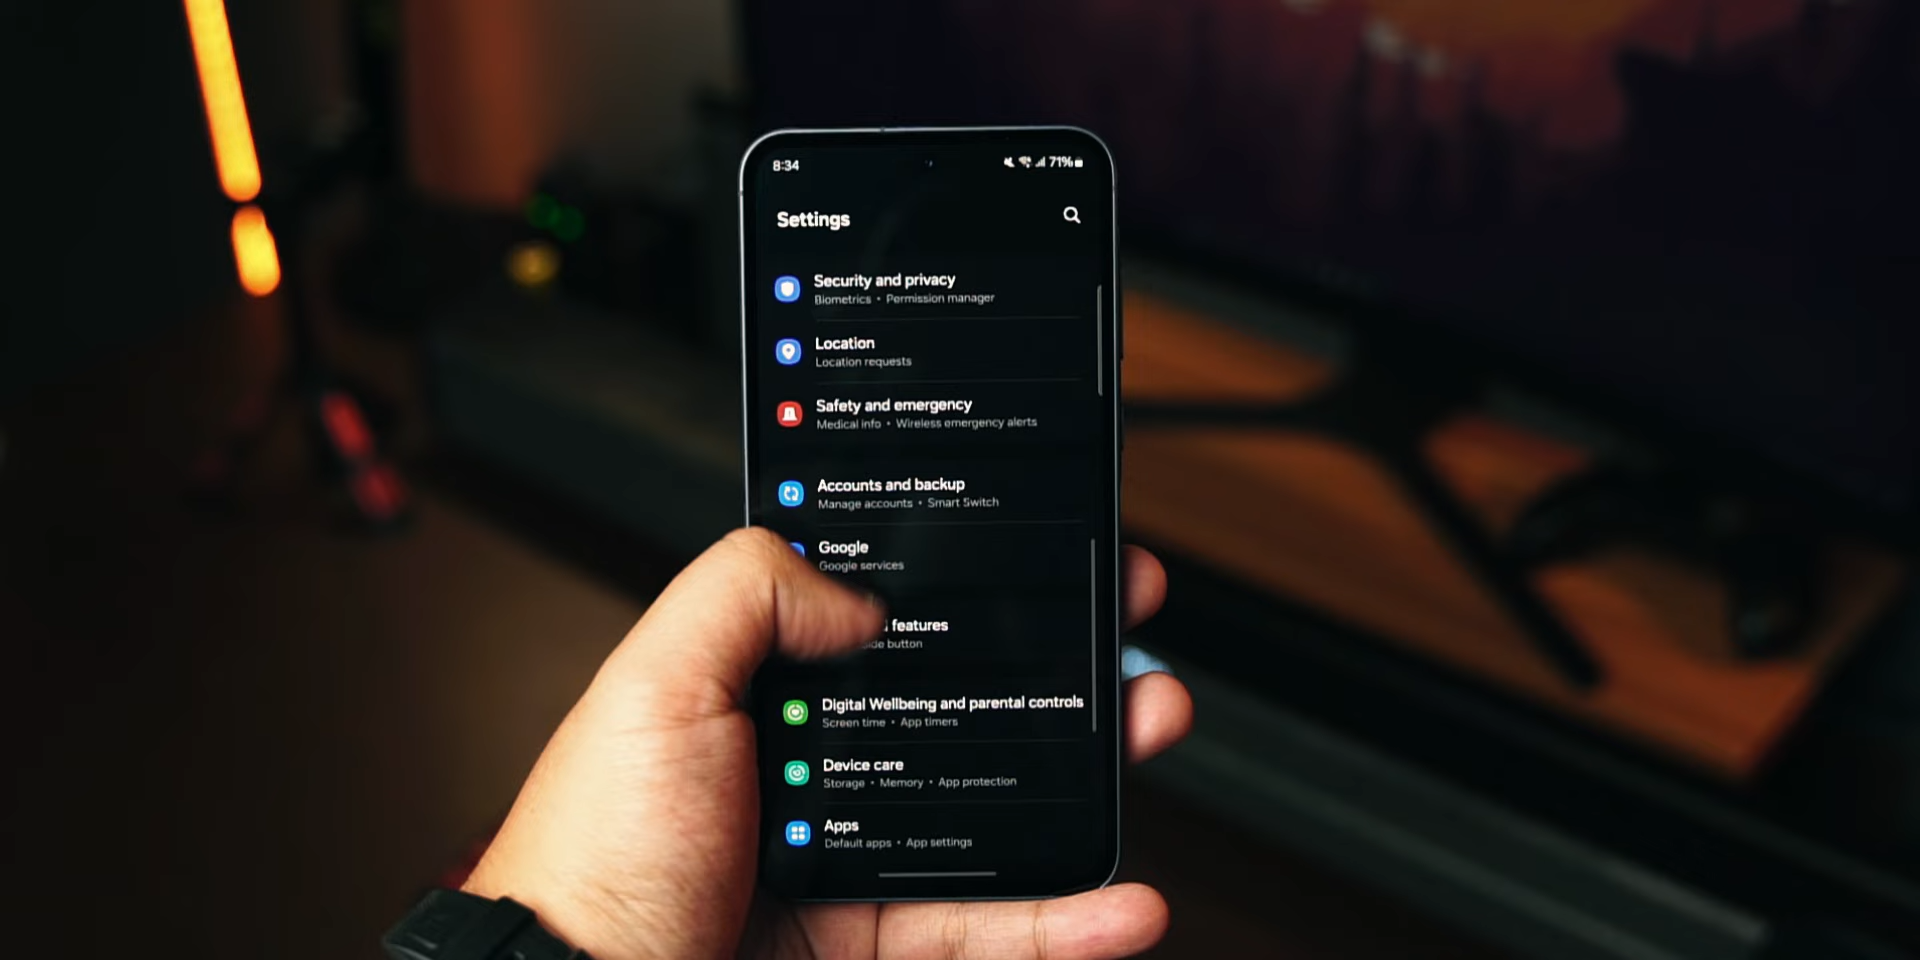 8:34
71%
Settings
Security and privacy
Biometrics • Permission manager
Location
Location requests
Safety and emergency
Medical info • Wireless emergency alerts
Accounts and backup
Manage accounts • Smart Switch
Google
Google services
features
button
Digital Wellbeing and parental controls
Screen time • App timers
Device care
Storage • Memory • App protection
Apps
Default apps • App settings